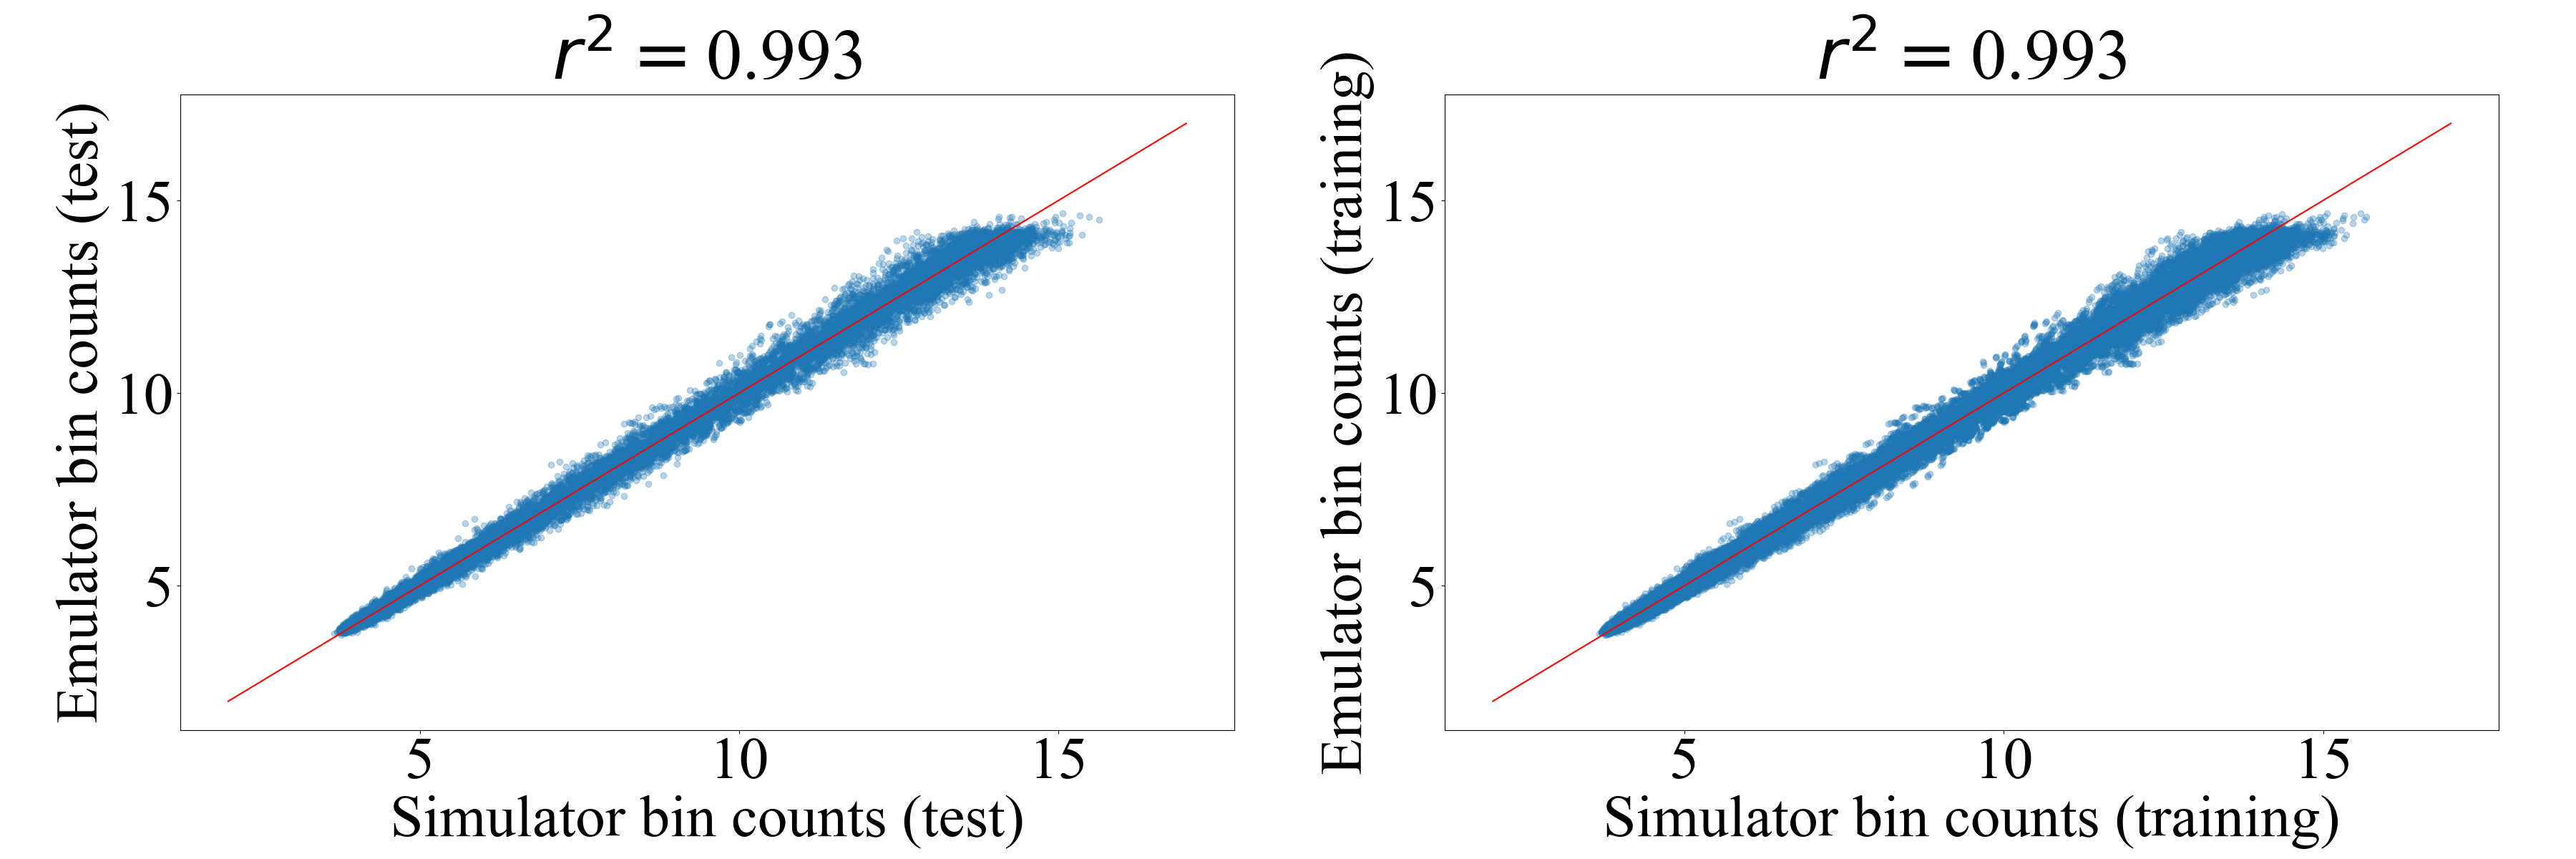 r² = 0.993
Emulator bin counts (test)
15
10
5
5 10 15
Simulator bin counts (test)
r² = 0.993
Emulator bin counts (training)
15
10
5
5 10 15
Simulator bin counts (training)